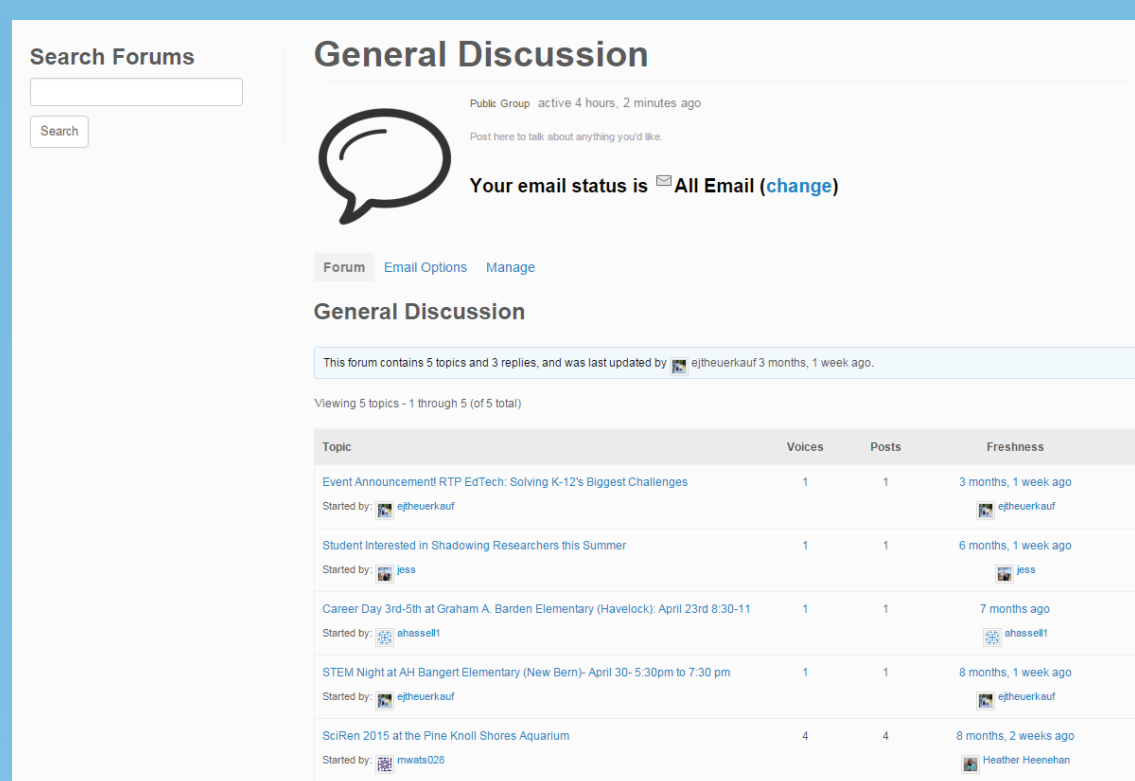 Search Forums
Search
General Discussion
Public Group active 4 hours, 2 minutes ago
Post here to talk about anything you'd like.
Your email status is All Email (change)
Forum Email Options Manage
General Discussion
This forum contains 5 topics and 3 replies, and was last updated by ejtheuerkauf 3 months, 1 week ago.
Viewing 5 topics - 1 through 5 (of 5 total)
Topic Voices Posts Freshness
Event Announcement! RTP EdTech: Solving K-12's Biggest Challenges 1 1 3 months, 1 week ago
Started by: ejtheuerkauf ejtheuerkauf
Student Interested in Shadowing Researchers this Summer 1 1 6 months, 1 week ago
Started by: jess jess
Career Day 3rd-5th at Graham A. Barden Elementary (Havelock): April 23rd 8:30-11 1 1 7 months ago
Started by: ahassell1 ahassell1
STEM Night at AH Bangert Elementary (New Bern)- April 30- 5:30pm to 7:30 pm 1 1 8 months, 1 week ago
Started by: ejtheuerkauf ejtheuerkauf
SciRen 2015 at the Pine Knoll Shores Aquarium 4 4 8 months, 2 weeks ago
Started by: mwats028 Heather Heenehan